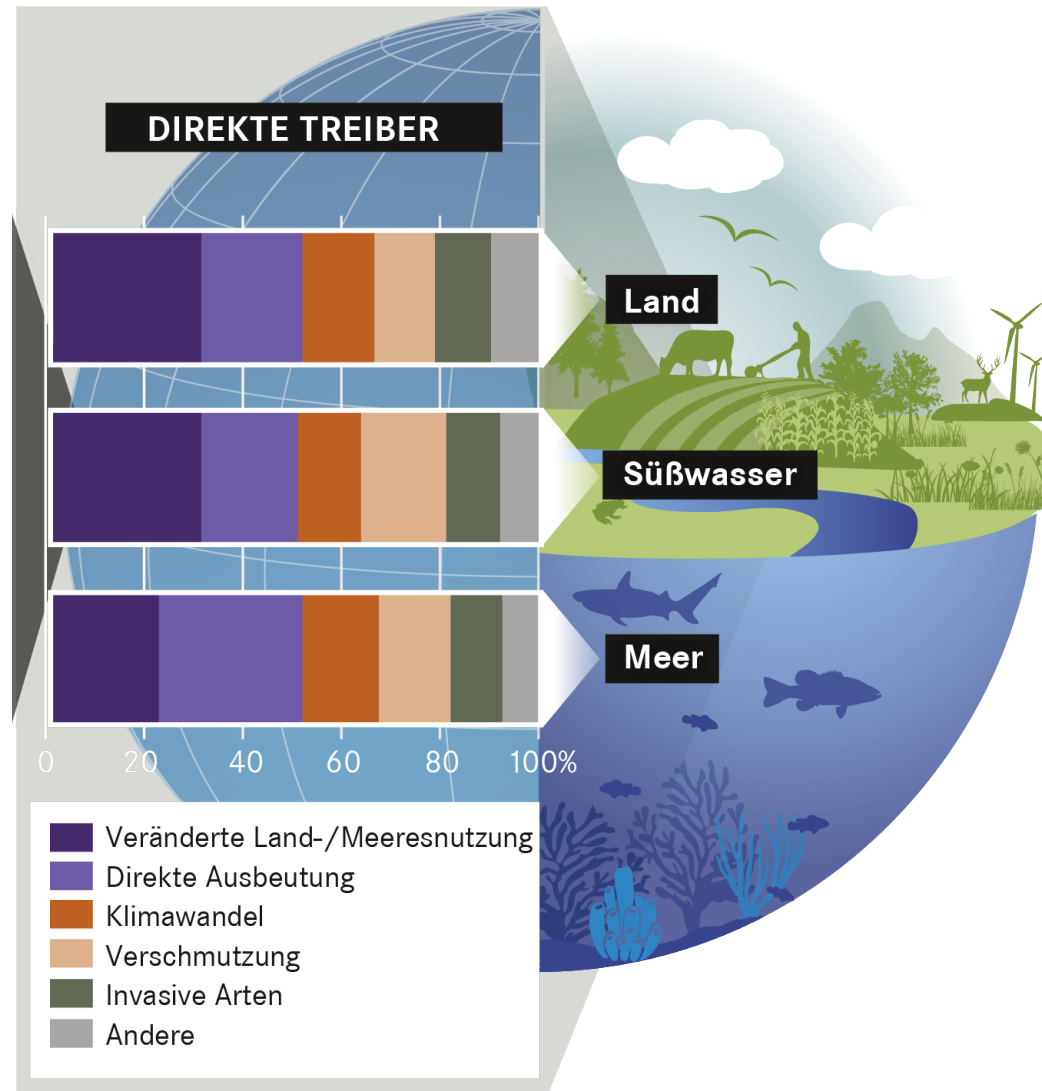 DIREKTE TREIBER
Land
Süßwasser
Meer
0 20 40 60 80 100%
Veränderte Land-/Meeresnutzung
Direkte Ausbeutung
Klimawandel
Verschmutzung
Invasive Arten
Andere